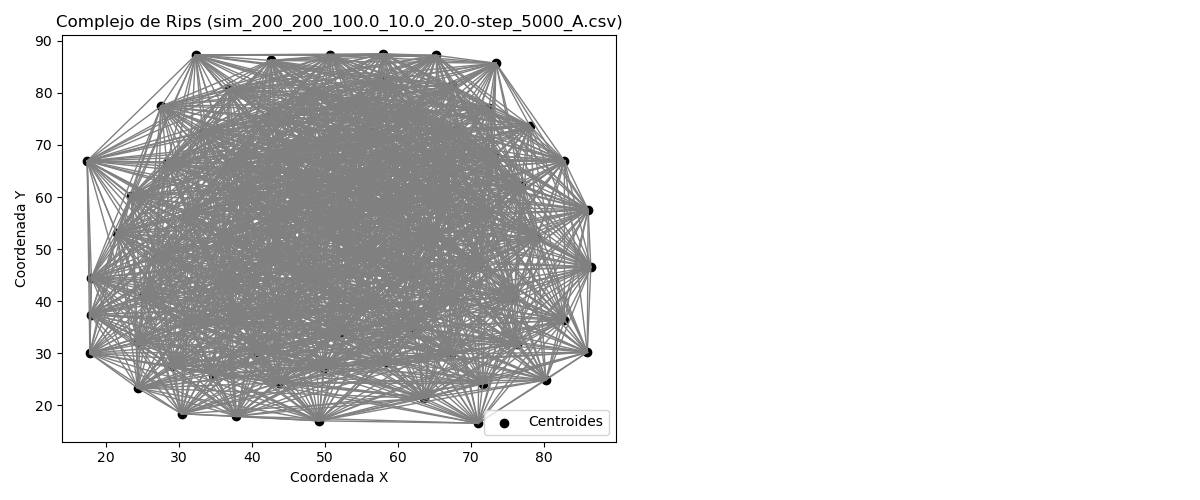 Complejo de Rips (sim_200_200_100.0_10.0_20.0-step_5000_A.csv)
90
80
70
60
50
40
30
20
Coordenada Y
Centroides
20 30 40 50 60 70 80
Coordenada X